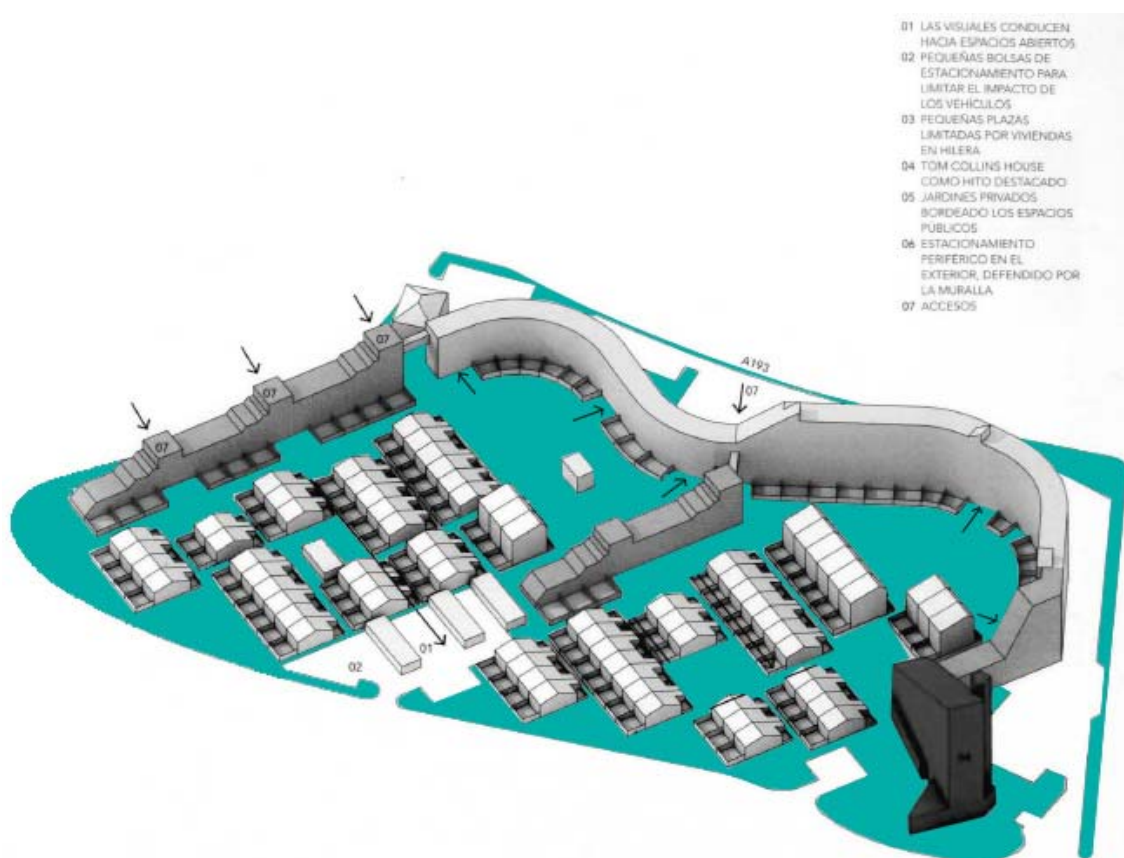 01 LAS VISUALES CONDUCEN
HACIA ESPACIOS ABIERTOS
02 PEQUEÑAS BOLSAS DE
ESTACIONAMIENTO PARA
LIMITAR EL IMPACTO DE
LOS VEHÍCULOS
03 PEQUEÑAS PLAZAS
LIMITADAS POR VIVIENDAS
EN HILERA
04 TOM COLLINS HOUSE
COMO HITO DESTACADO
05 JARDINES PRIVADOS
BORDEADO LOS ESPACIOS
PÚBLICOS
06 ESTACIONAMIENTO
PERIFÉRICO EN EL
EXTERIOR, DEFENDIDO POR
LA MURALLA
07 ACCESOS
07
A193
07
07
07
01
02
04